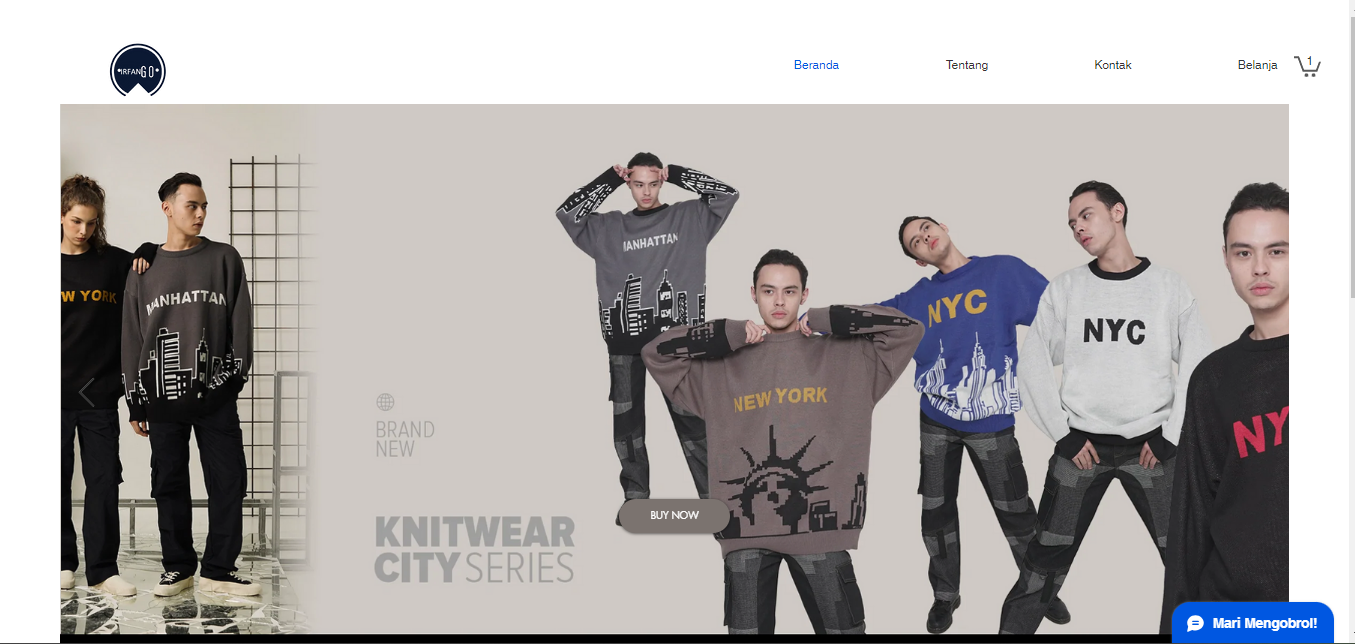 IRFANGO
Beranda
Tentang
Kontak
Belanja
1
W YORK
MANHATTAN
MANHATTAN
NEW YORK
NYC
NYC
NY
BRAND
NEW
BUY NOW
KNITWEAR
CITY SERIES
Mari Mengobrol!